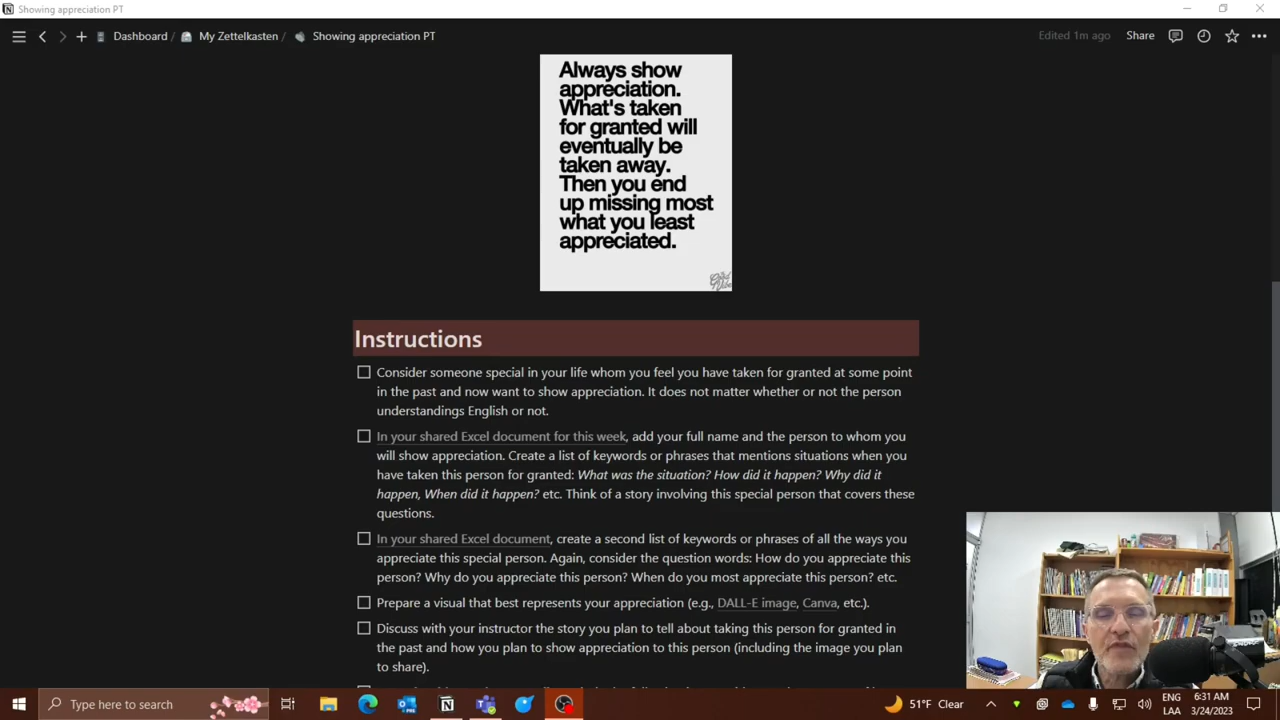 Showing appreciation PT
Dashboard / My Zettelkasten / Showing appreciation PT
Edited 1m ago Share
Always show
appreciation.
What's taken
for granted will
eventually be
taken away.
Then you end
up missing most
what you least
appreciated.
Good
Vibe
Instructions
Consider someone special in your life whom you feel you have taken for granted at some point
in the past and now want to show appreciation. It does not matter whether or not the person
understandings English or not.
In your shared Excel document for this week, add your full name and the person to whom you
will show appreciation. Create a list of keywords or phrases that mentions situations when you
have taken this person for granted: What was the situation? How did it happen? Why did it
happen, When did it happen? etc. Think of a story involving this special person that covers these
questions.
In your shared Excel document, create a second list of keywords or phrases of all the ways you
appreciate this special person. Again, consider the question words: How do you appreciate this
person? Why do you appreciate this person? When do you most appreciate this person? etc.
Prepare a visual that best represents your appreciation (e.g., DALL-E image, Canva, etc.).
Discuss with your instructor the story you plan to tell about taking this person for granted in
the past and how you plan to show appreciation to this person (including the image you plan
to share).
Type here to search
51°F Clear
ENG
LAA
6:31 AM
3/24/2023